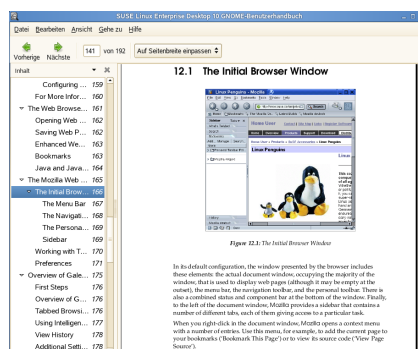 SUSE Linux Enterprise Desktop 10 GNOME-Benutzerhandbuch
Datei Bearbeiten Ansicht Gehe zu Hilfe
Vorherige Nächste 141 von 192 Auf Seitenbreite einpassen
Inhalt
Configuring ... 159
For More Infor... 160
The Web Browse... 161
Opening Web ... 162
Saving Web P... 162
Enhanced We... 163
Bookmarks 163
Java and Java... 164
The Mozilla Web ... 165
The Initial Brow... 166
The Menu Bar 167
The Navigati... 168
The Persona... 169
Sidebar 169
Working with T... 170
Preferences 171
Overview of Gale... 175
First Steps 176
Overview of G... 176
Tabbed Browsi... 176
Using Intelligen... 177
View History 178
Additional Setti... 178
12.1 The Initial Browser Window
Linux Penguins
Home User
Linux Penguins
Figure 12.1: The Initial Browser Window
In its default configuration, the window presented by the browser includes
these elements: the actual document window, occupying the majority of the
window, that is used to display web pages (although it may be empty at the
outset), the menu bar, the navigation toolbar, and the personal toolbar. There is
also a combined status and component bar at the bottom of the window. Finally,
to the left of the document window, Mozilla provides a sidebar that contains a
number of different tabs, each of them giving access to a particular task.
When you right-click in the document window, Mozilla opens a context menu
with a number of entries. Use this menu, for example, to add the current page to
your bookmarks ('Bookmark This Page') or to view its source code ('View Page
Source').